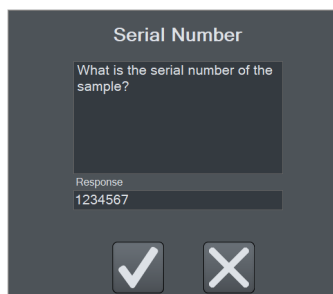 Serial Number
What is the serial number of the
sample?
Response
1234567